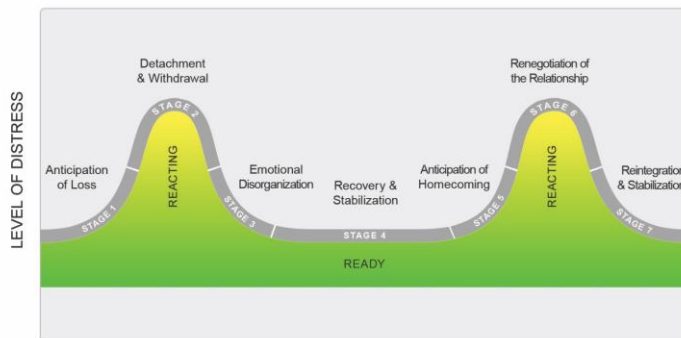 LEVEL OF DISTRESS
Anticipation
of Loss
STAGE 1
Detachment
& Withdrawal
STAGE 2
REACTING
Emotional
Disorganization
STAGE 3
Recovery &
Stabilization
STAGE 4
READY
Anticipation of
Homecoming
STAGE 5
Renegotiation of
the Relationship
STAGE 6
REACTING
Reintegration
& Stabilization
STAGE 7